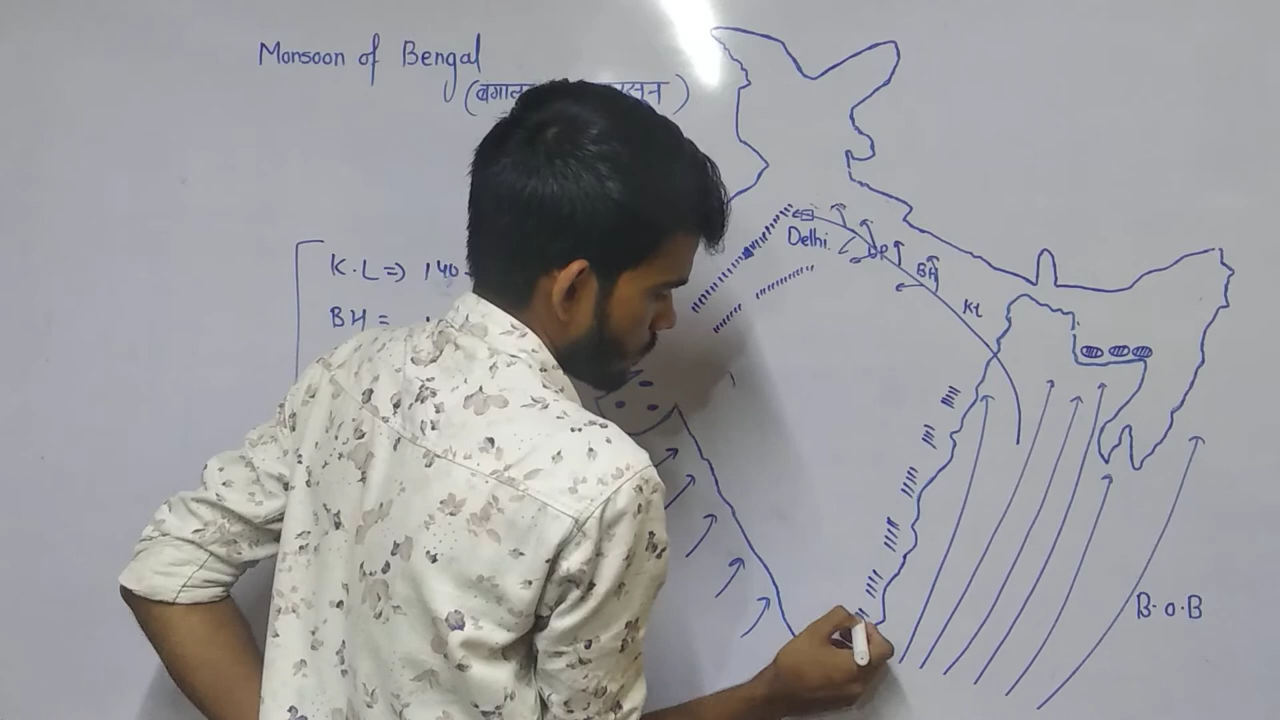 Monsoon of Bengal
K.L ⇒ 140
BH =
Delhi.
BH
KL
B.O.B